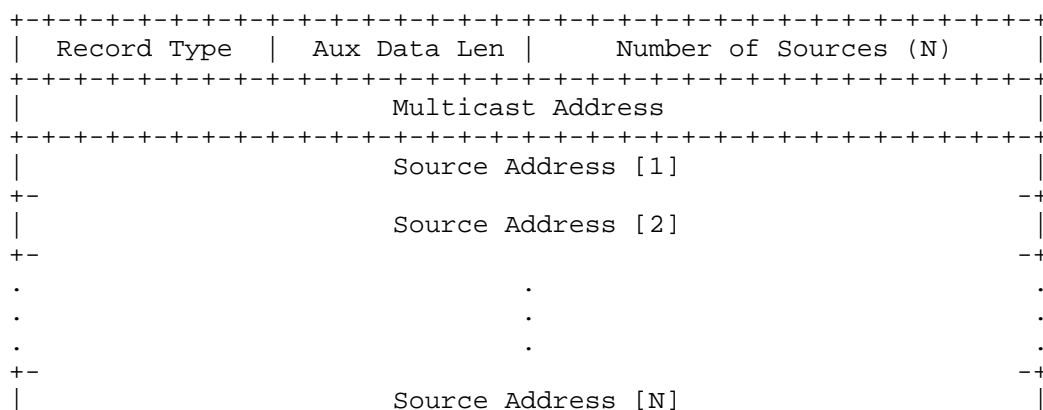 +-+-+-+-+-+-+-+-+-+-+-+-+-+-+-+-+-+-+-+-+-+-+-+-+-+-+-+-+-+-+-+-+
|  Record Type  |  Aux Data Len |     Number of Sources (N)     |
+-+-+-+-+-+-+-+-+-+-+-+-+-+-+-+-+-+-+-+-+-+-+-+-+-+-+-+-+-+-+-+-+
|                       Multicast Address                       |
+-+-+-+-+-+-+-+-+-+-+-+-+-+-+-+-+-+-+-+-+-+-+-+-+-+-+-+-+-+-+-+-+
|                       Source Address [1]                      |
+-                                                             -+
|                       Source Address [2]                      |
+-                                                             -+
.                               .                               .
.                               .                               .
.                               .                               .
+-                                                             -+
|                       Source Address [N]                      |